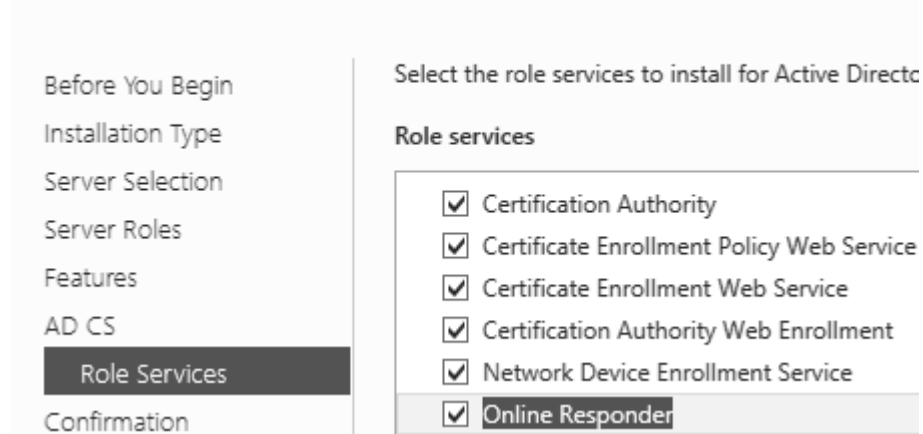 Before You Begin
Installation Type
Server Selection
Server Roles
Features
AD CS
Role Services
Confirmation
Select the role services to install for Active Directo
Role services
Certification Authority
Certificate Enrollment Policy Web Service
Certificate Enrollment Web Service
Certification Authority Web Enrollment
Network Device Enrollment Service
Online Responder